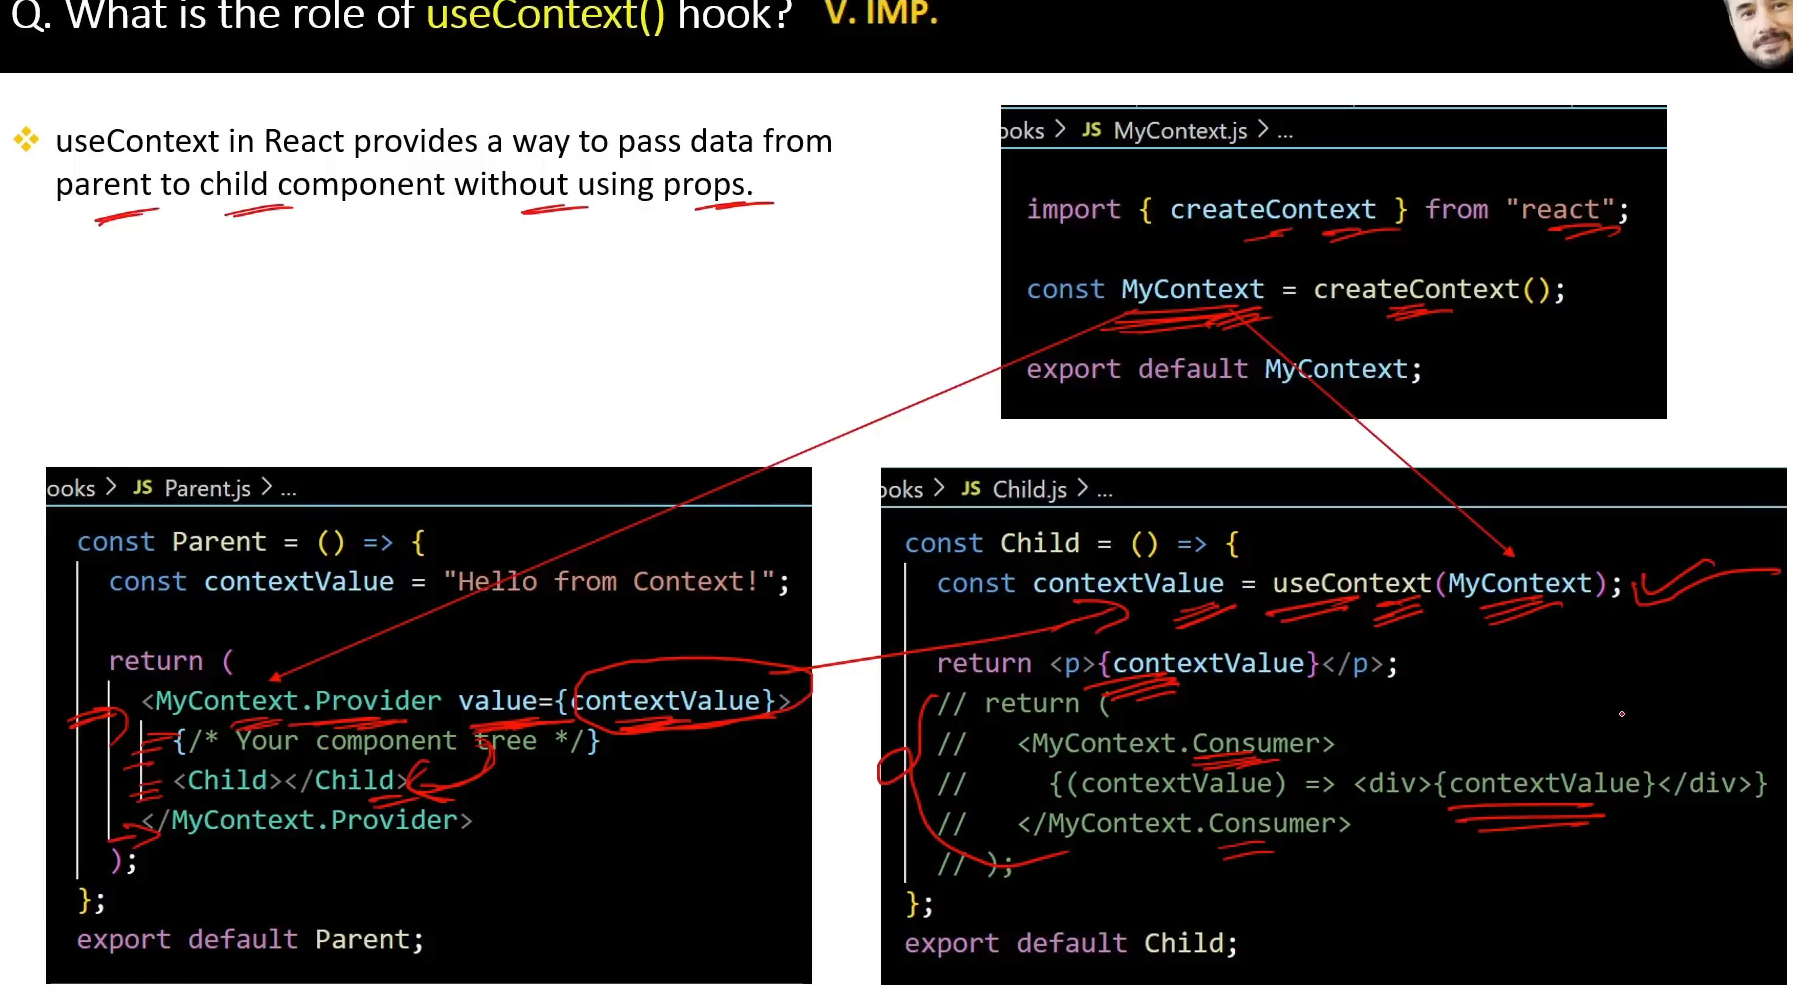 Q. What is the role of useContext() hook? V. IMP.
useContext in React provides a way to pass data from
parent to child component without using props.
ooks > JS MyContext.js > ...
import { createContext } from "react";
const MyContext = createContext();
export default MyContext;
ooks > JS Parent.js > ...
const Parent = () => {
const contextValue = "Hello from Context!";
return (
<MyContext.Provider value={contextValue}>
{/* Your component tree */}
<Child></Child>
</MyContext.Provider>
);
};
export default Parent;
ooks > JS Child.js > ...
const Child = () => {
const contextValue = useContext(MyContext);
return <p>{contextValue}</p>;
// return (
// <MyContext.Consumer>
// {(contextValue) => <div>{contextValue}</div>}
// </MyContext.Consumer>
// );
};
export default Child;